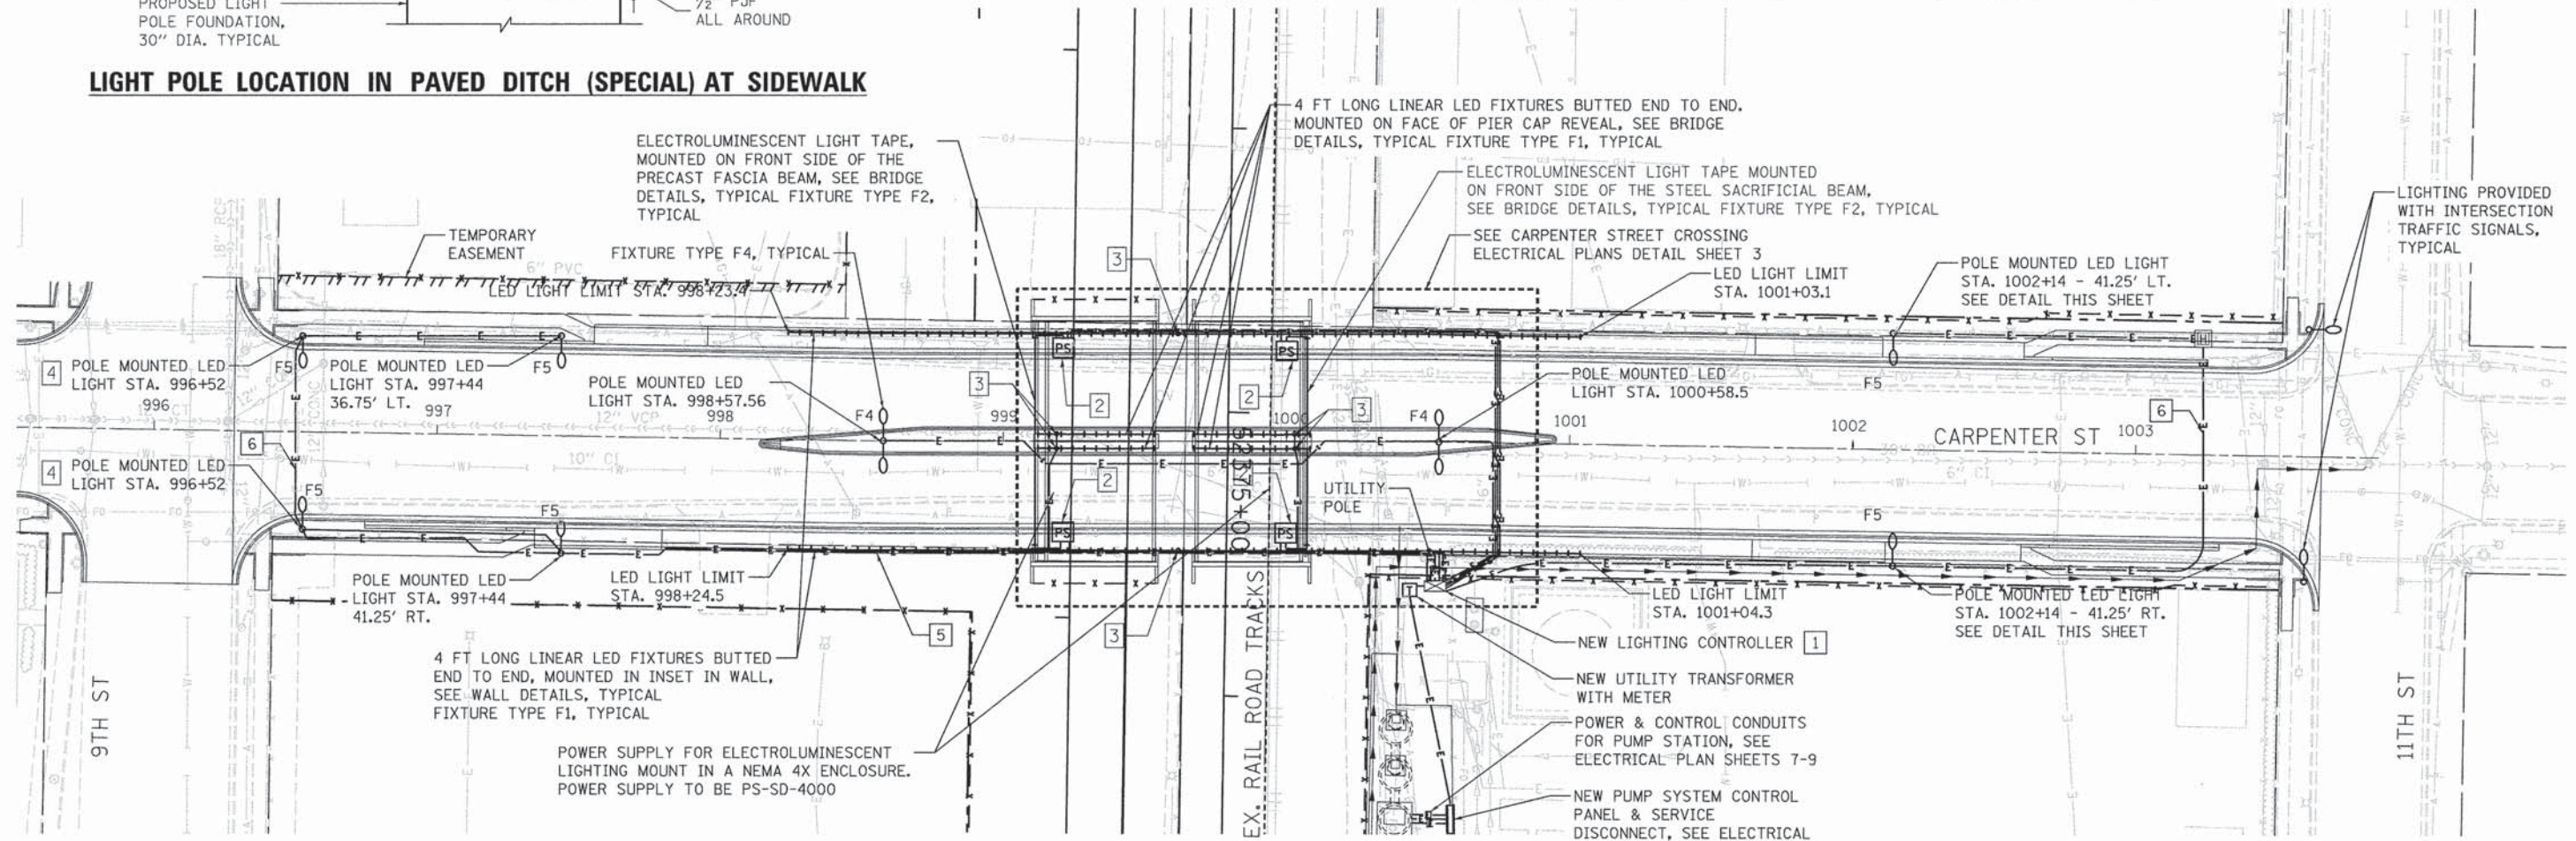 PROPOSED LIGHT
POLE FOUNDATION,
30" DIA. TYPICAL
1/2" PJF
ALL AROUND
LIGHT POLE LOCATION IN PAVED DITCH (SPECIAL) AT SIDEWALK
ELECTROLUMINESCENT LIGHT TAPE,
MOUNTED ON FRONT SIDE OF THE
PRECAST FASCIA BEAM, SEE BRIDGE
DETAILS, TYPICAL FIXTURE TYPE F2,
TYPICAL
4 FT LONG LINEAR LED FIXTURES BUTTED END TO END.
MOUNTED ON FACE OF PIER CAP REVEAL, SEE BRIDGE
DETAILS, TYPICAL FIXTURE TYPE F1, TYPICAL
ELECTROLUMINESCENT LIGHT TAPE MOUNTED
ON FRONT SIDE OF THE STEEL SACRIFICIAL BEAM,
SEE BRIDGE DETAILS, TYPICAL FIXTURE TYPE F2, TYPICAL
SEE CARPENTER STREET CROSSING
ELECTRICAL PLANS DETAIL SHEET 3
LIGHTING PROVIDED
WITH INTERSECTION
TRAFFIC SIGNALS,
TYPICAL
TEMPORARY
EASEMENT
FIXTURE TYPE F4, TYPICAL
6" PVC
LED LIGHT LIMIT STA. 998+23.4
LED LIGHT LIMIT
STA. 1001+03.1
POLE MOUNTED LED LIGHT
STA. 1002+14 - 41.25' LT.
SEE DETAIL THIS SHEET
3
4
POLE MOUNTED LED
LIGHT STA. 996+52
F5
POLE MOUNTED LED
LIGHT STA. 997+44
36.75' LT.
F5
POLE MOUNTED LED
LIGHT STA. 998+57.56
F4
3
PS
2
PS
2
3
F4
POLE MOUNTED LED
LIGHT STA. 1000+58.5
F5
996
997
998
999
1000
1001
1002
1003
12" VCP
12" CONC
18" RCP
10" CI
6" CI
CARPENTER ST
6
6
4
POLE MOUNTED LED
LIGHT STA. 996+52
F5
F5
PS
2
PS
52375+00
UTILITY
POLE
F5
POLE MOUNTED LED
LIGHT STA. 997+44
41.25' RT.
LED LIGHT LIMIT
STA. 998+24.5
5
3
LED LIGHT LIMIT
STA. 1001+04.3
POLE MOUNTED LED LIGHT
STA. 1002+14 - 41.25' RT.
SEE DETAIL THIS SHEET
4 FT LONG LINEAR LED FIXTURES BUTTED
END TO END, MOUNTED IN INSET IN WALL,
SEE WALL DETAILS, TYPICAL
FIXTURE TYPE F1, TYPICAL
NEW LIGHTING CONTROLLER 1
NEW UTILITY TRANSFORMER
WITH METER
POWER & CONTROL CONDUITS
FOR PUMP STATION, SEE
ELECTRICAL PLAN SHEETS 7-9
NEW PUMP SYSTEM CONTROL
PANEL & SERVICE
DISCONNECT, SEE ELECTRICAL
POWER SUPPLY FOR ELECTROLUMINESCENT
LIGHTING MOUNT IN A NEMA 4X ENCLOSURE.
POWER SUPPLY TO BE PS-SD-4000
9TH ST
EX. RAIL ROAD TRACKS
11TH ST